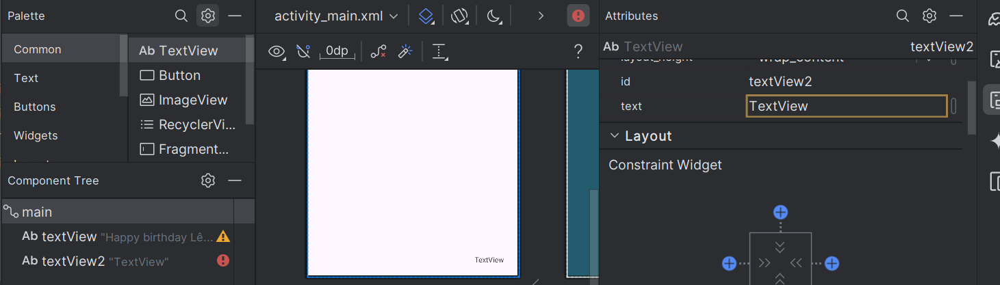 Palette
Common
Text
Buttons
Widgets
Ab TextView
Button
ImageView
RecyclerVi...
Fragment...
Component Tree
main
Ab textView "Happy birthday Lê...
Ab textView2 "TextView"
activity_main.xml
0dp
?
TextView
Attributes
Ab TextView textView2
layout_height wrap_content
id textView2
text TextView
Layout
Constraint Widget